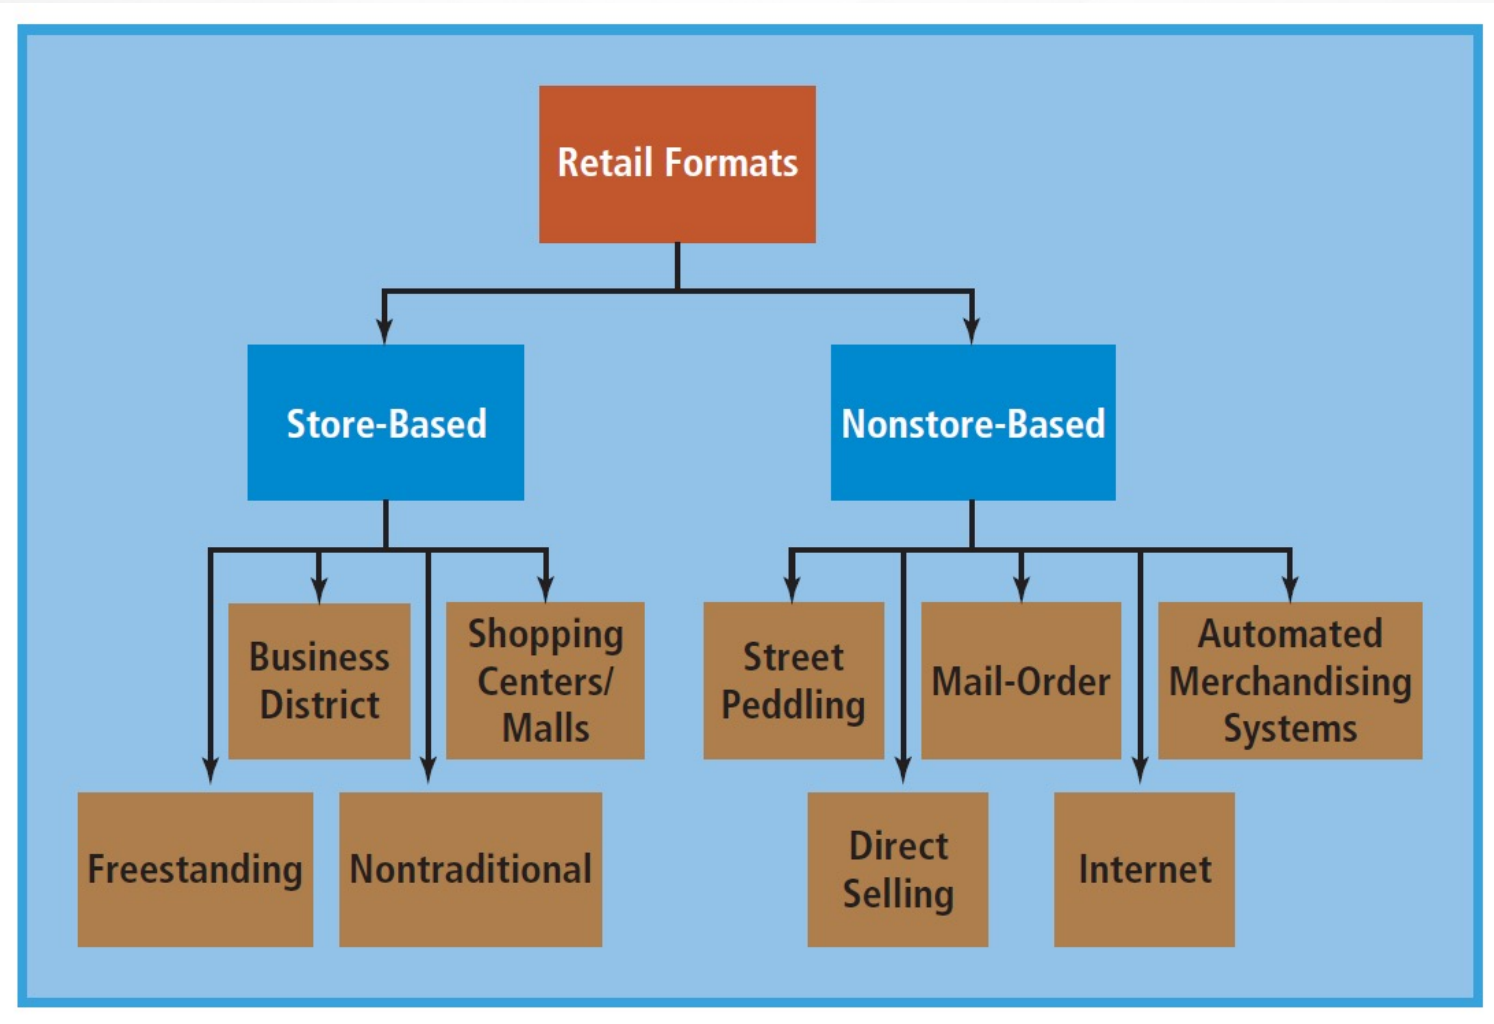 Retail Formats
Store-Based
Nonstore-Based
Business
District
Shopping
Centers/
Malls
Street
Peddling
Mail-Order
Automated
Merchandising
Systems
Freestanding
Nontraditional
Direct
Selling
Internet